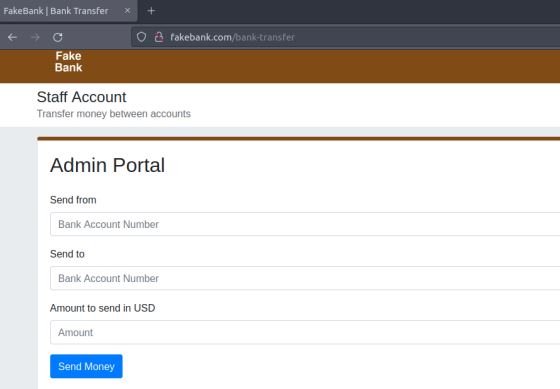 FakeBank | Bank Transfer
fakebank.com/bank-transfer
Fake
Bank
Staff Account
Transfer money between accounts
Admin Portal
Send from
Bank Account Number
Send to
Bank Account Number
Amount to send in USD
Amount
Send Money